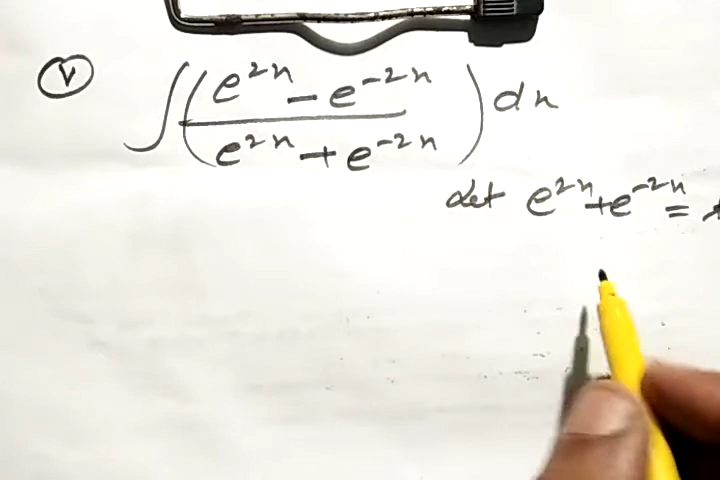 (v) ∫ ( (e^{2x} - e^{-2x}) / (e^{2x} + e^{-2x}) ) dx
Let e^{2x} + e^{-2x} =